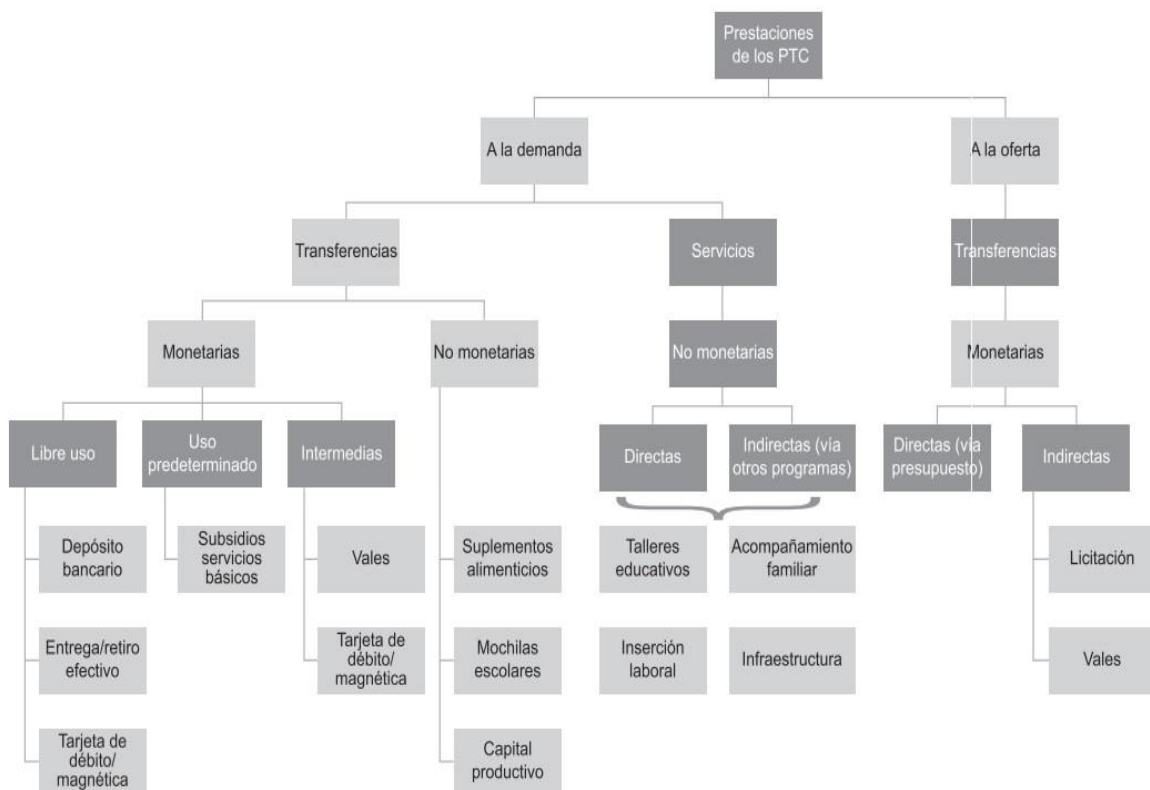 Prestaciones
de los PTC
A la demanda
A la oferta
Transferencias
Servicios
Transferencias
Monetarias
No monetarias
No monetarias
Monetarias
Libre uso
Uso
predeterminado
Intermedias
Directas
Indirectas (vía
otros programas)
Directas (vía
presupuesto)
Indirectas
Depósito
bancario
Subsidios
servicios
básicos
Vales
Suplementos
alimenticios
Talleres
educativos
Acompañamiento
familiar
Licitación
Entrega/retiro
efectivo
Tarjeta de
débito/
magnética
Mochilas
escolares
Inserción
laboral
Infraestructura
Vales
Tarjeta de
débito/
magnética
Capital
productivo